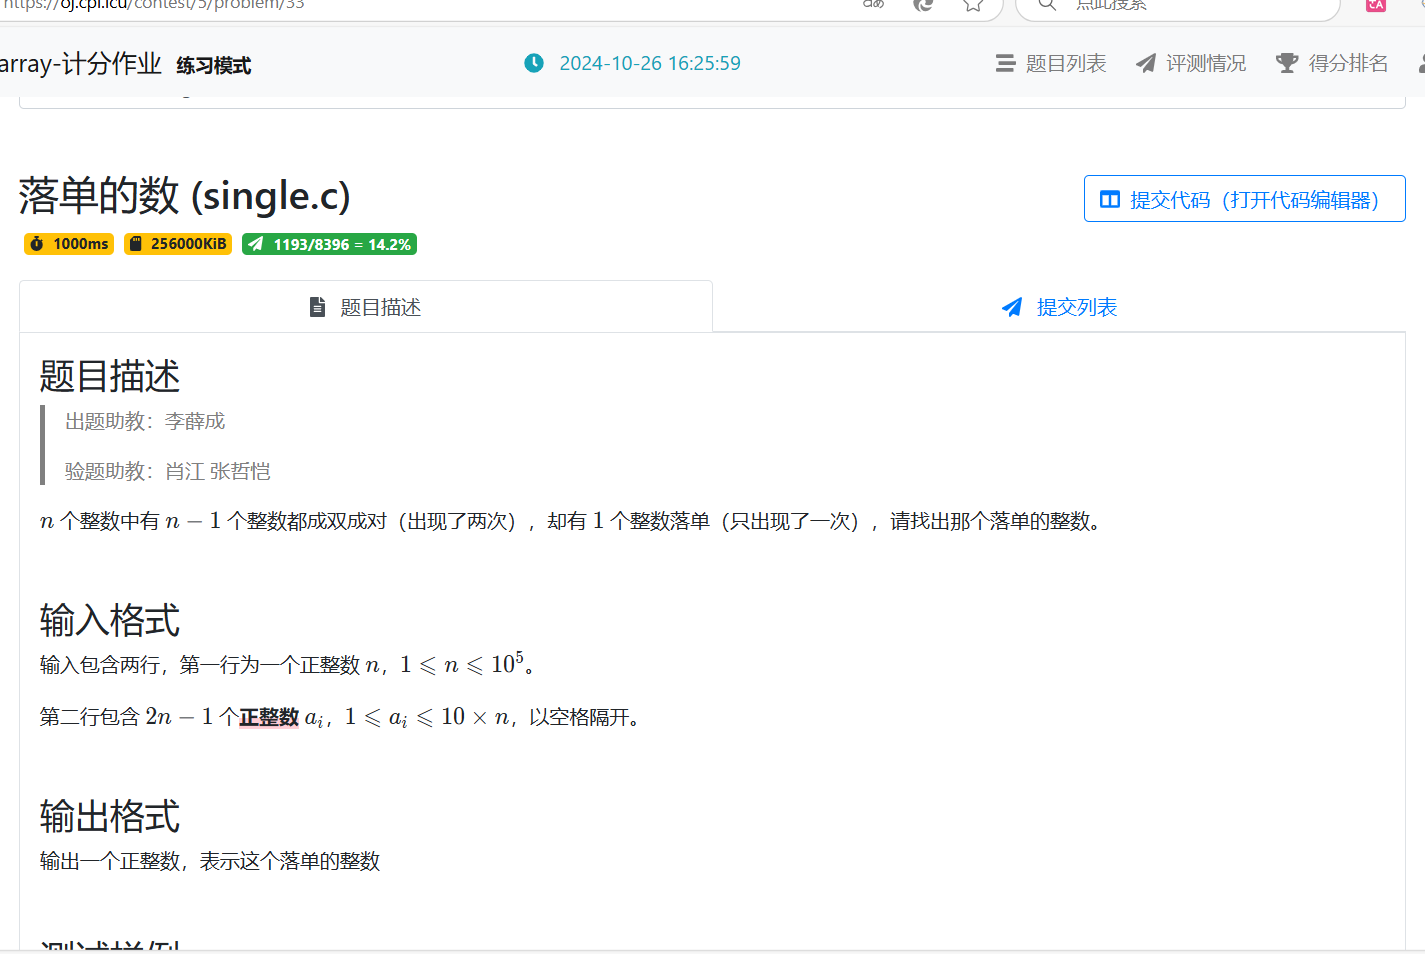 https://oj.cpl.icu/contest/5/problem/33
点此搜索
array-计分作业 练习模式
2024-10-26 16:25:59
题目列表
评测情况
得分排名
落单的数 (single.c)
提交代码（打开代码编辑器）
1000ms
256000KiB
1193/8396 = 14.2%
题目描述
提交列表
题目描述
出题助教：李薛成
验题助教：肖江 张哲恺
n 个整数中有 n − 1 个整数都成双成对（出现了两次），却有 1 个整数落单（只出现了一次），请找出那个落单的整数。
输入格式
输入包含两行，第一行为一个正整数 n，1 ⩽ n ⩽ 10⁵。
第二行包含 2n − 1 个正整数 aᵢ，1 ⩽ aᵢ ⩽ 10 × n，以空格隔开。
输出格式
输出一个正整数，表示这个落单的整数
测试样例